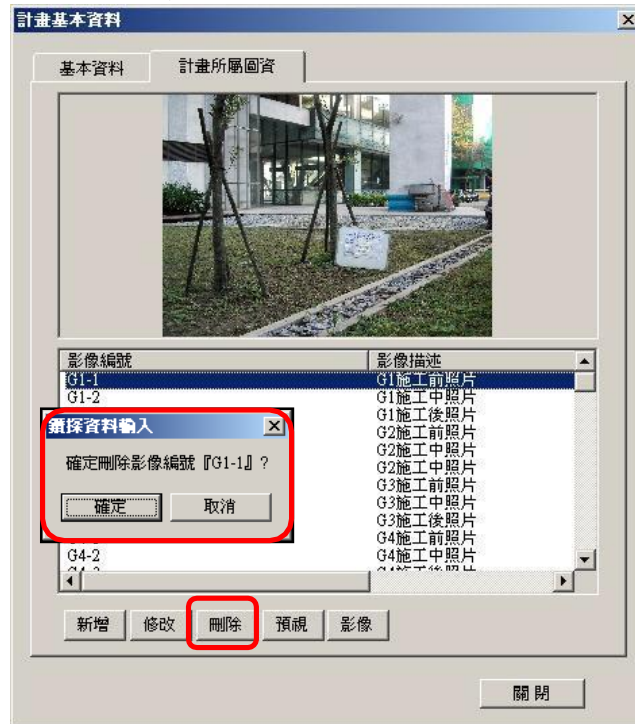 計畫基本資料
基本資料 計畫所屬圖資
影像編號 影像描述
G1-1 G1施工前照片
G1-2 G1施工中照片
G1施工後照片
G2施工前照片
G2施工中照片
G2施工中照片
G3施工前照片
G3施工中照片
G3施工後照片
G4施工前照片
G4-2 G4施工中照片
鑽探資料輸入
確定刪除影像編號『G1-1』?
確定 取消
新增 修改 刪除 預視 影像
關閉